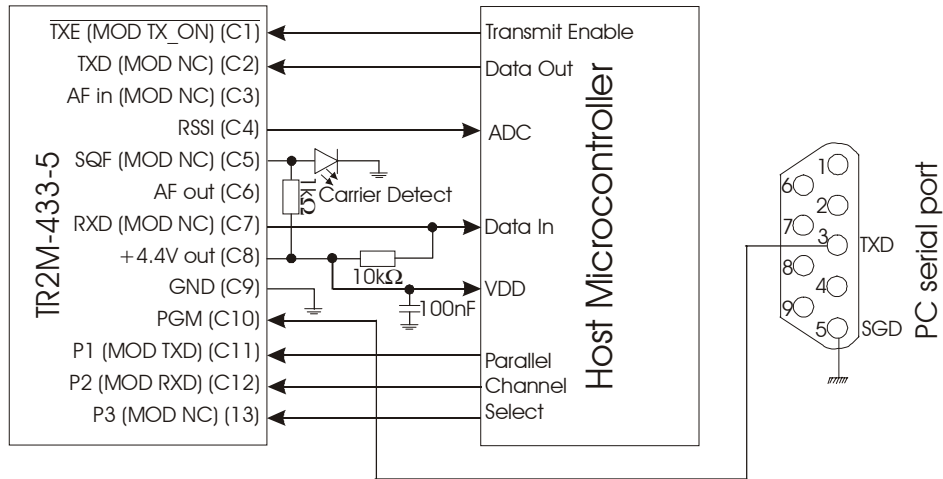 TR2M-433-5
TXE (MOD TX_ON) (C1)
TXD (MOD NC) (C2)
AF in (MOD NC) (C3)
RSSI (C4)
SQF (MOD NC) (C5)
AF out (C6)
RXD (MOD NC) (C7)
+4.4V out (C8)
GND (C9)
PGM (C10)
P1 (MOD TXD) (C11)
P2 (MOD RXD) (C12)
P3 (MOD NC) (13)
1kΩ
Carrier Detect
10kΩ
100nF
Transmit Enable
Data Out
ADC
Data In
VDD
Parallel
Channel
Select
Host Microcontroller
1
6
2
7
3
TXD
8
4
9
5
SGD
PC serial port